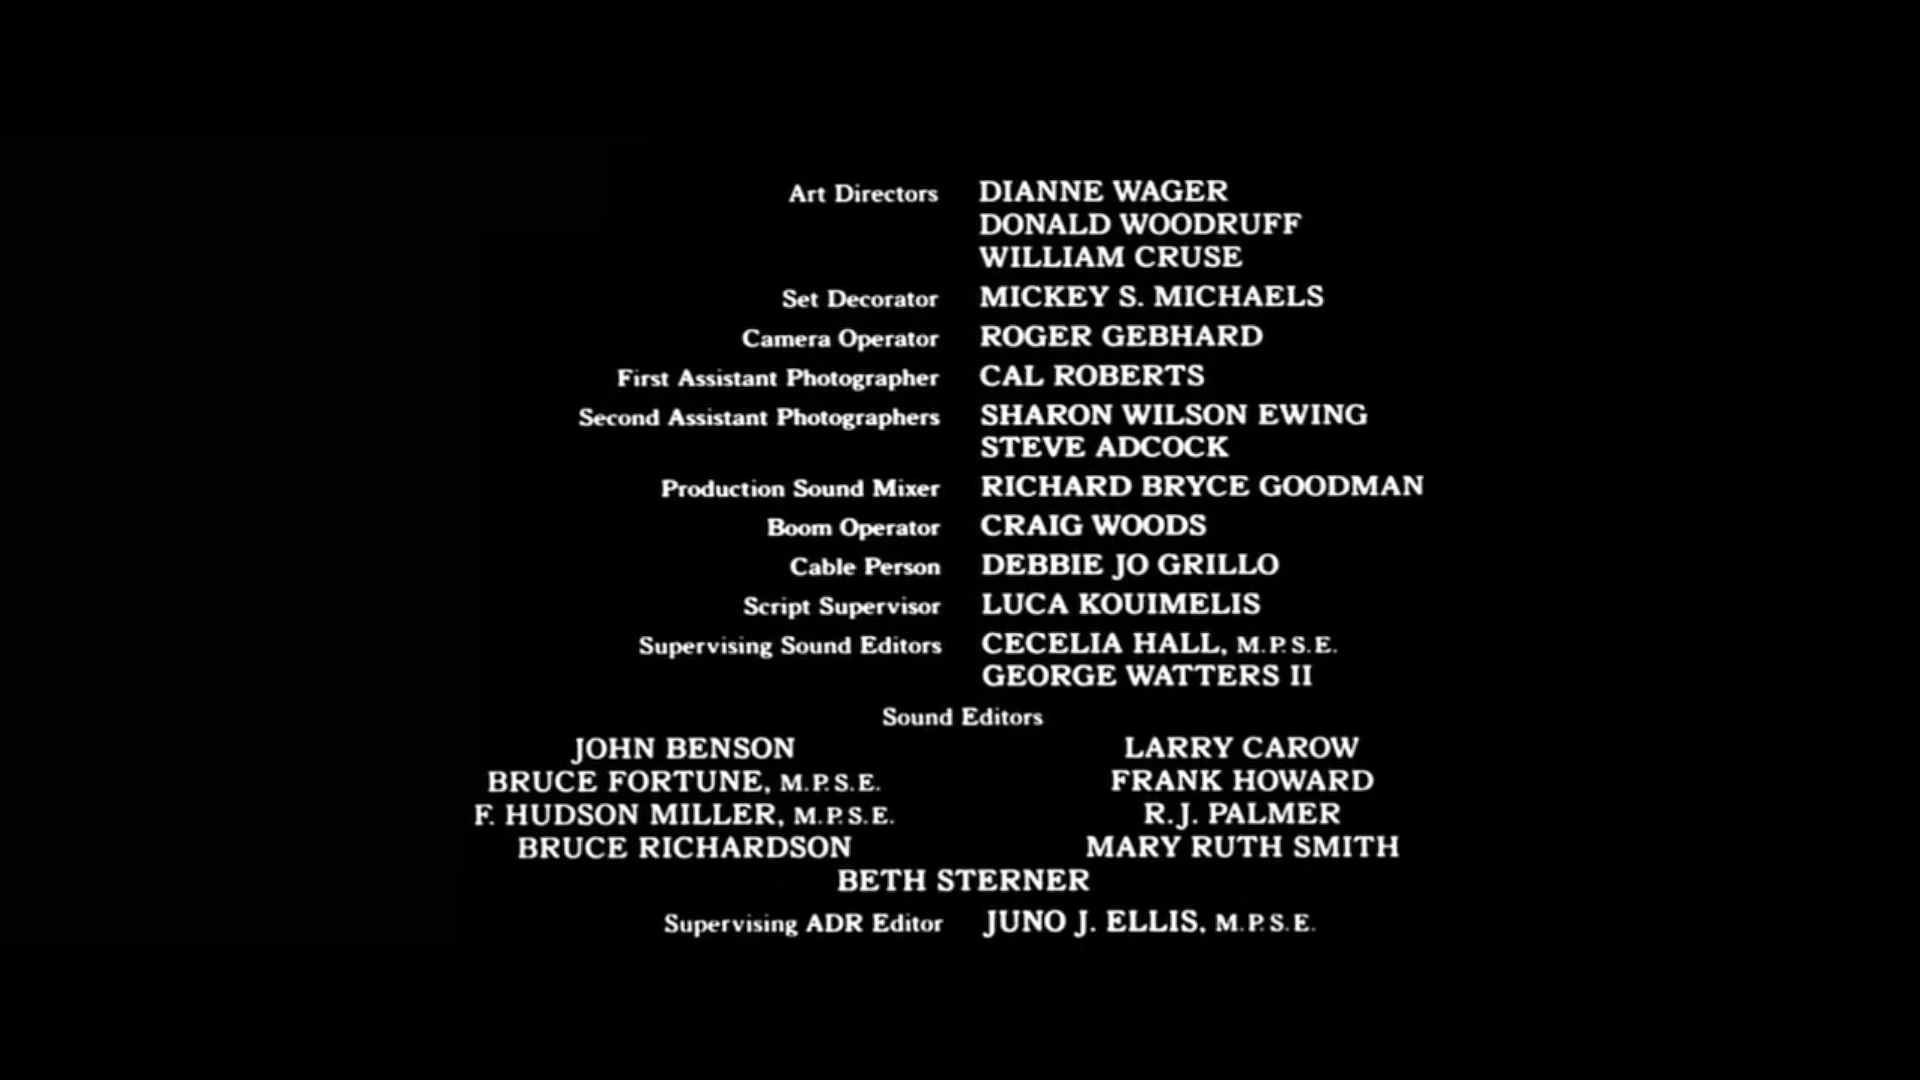 Art Directors DIANNE WAGER
DONALD WOODRUFF
WILLIAM CRUSE
Set Decorator MICKEY S. MICHAELS
Camera Operator ROGER GEBHARD
First Assistant Photographer CAL ROBERTS
Second Assistant Photographers SHARON WILSON EWING
STEVE ADCOCK
Production Sound Mixer RICHARD BRYCE GOODMAN
Boom Operator CRAIG WOODS
Cable Person DEBBIE JO GRILLO
Script Supervisor LUCA KOUIMELIS
Supervising Sound Editors CECELIA HALL, M.P.S.E.
GEORGE WATTERS II
Sound Editors
JOHN BENSON LARRY CAROW
BRUCE FORTUNE, M.P.S.E. FRANK HOWARD
F. HUDSON MILLER, M.P.S.E. R.J. PALMER
BRUCE RICHARDSON MARY RUTH SMITH
BETH STERNER
Supervising ADR Editor JUNO J. ELLIS, M.P.S.E.